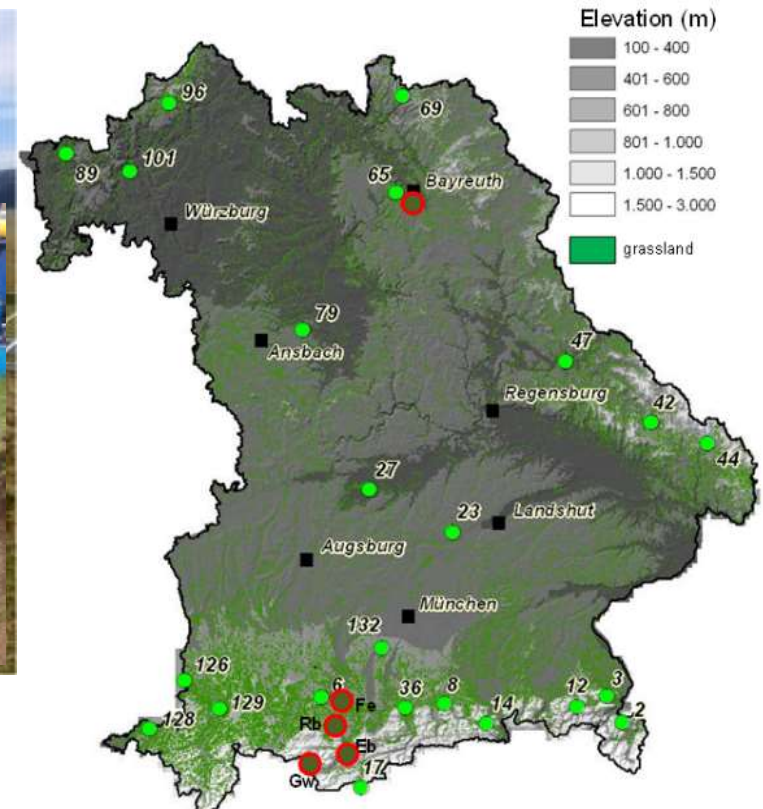 Elevation (m)
100 - 400
401 - 600
601 - 800
801 - 1.000
1.000 - 1.500
1.500 - 3.000
grassland
96
69
89
101
65
Bayreuth
Würzburg
79
Ansbach
47
Regensburg
42
44
27
23
Landshut
Augsburg
München
132
126
6
129
Fe
36
8
12
3
128
Rb
14
2
Eb
Gw
17